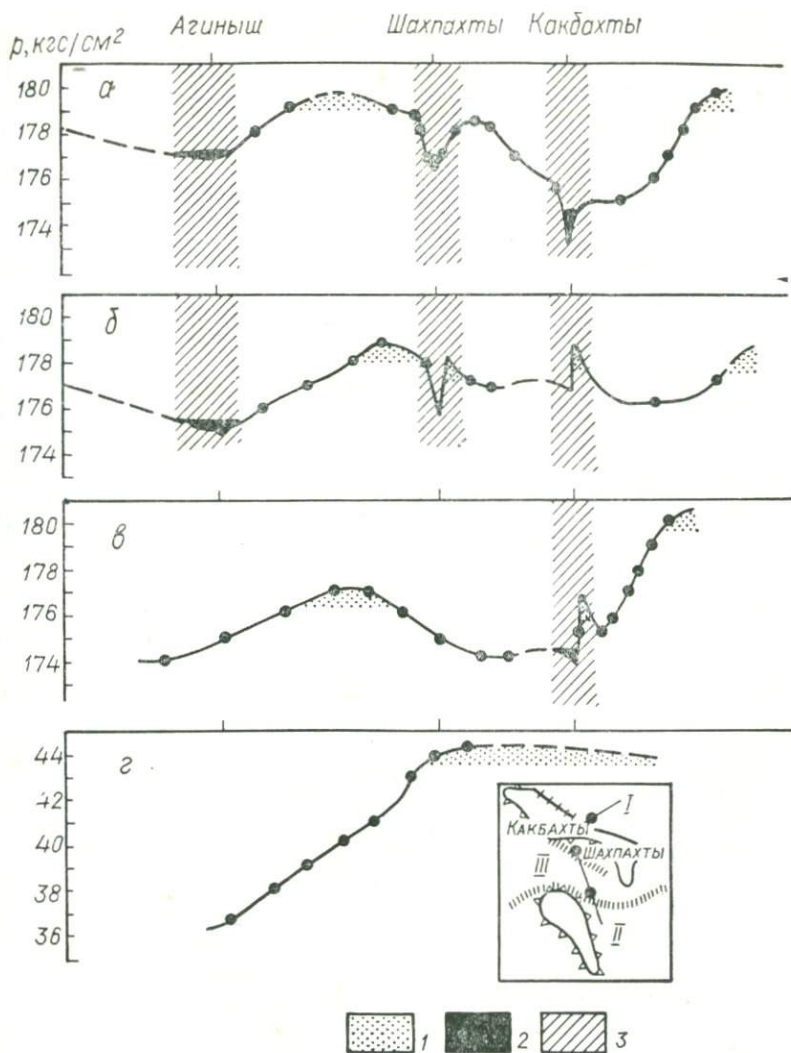 Агиныш Шахпахты Какбахты
p, кгс/см²
180
а
178
176
174
180
б
178
176
174
180
в
178
176
174
44
г
42
40
38
36
I
КАКБАХТЫ
ШАХПАХТЫ
III
II
1 2 3